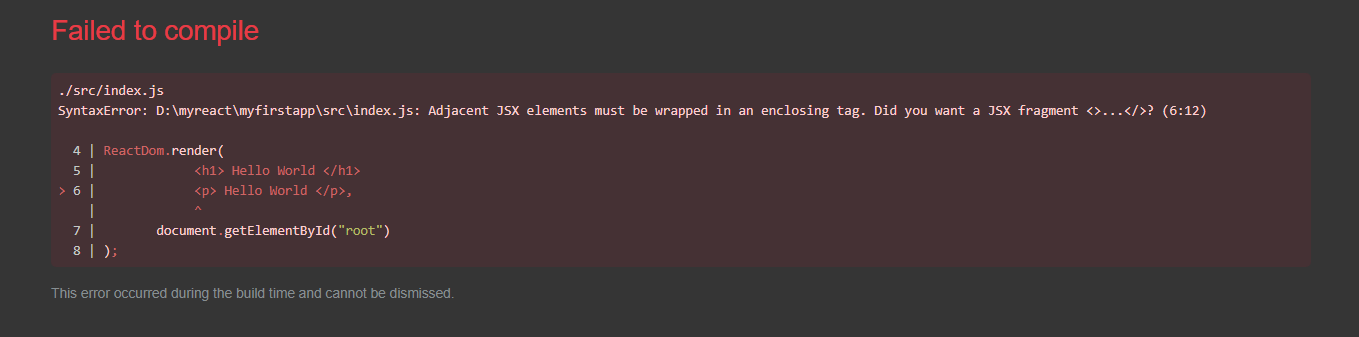 Failed to compile
./src/index.js
SyntaxError: D:\myreact\myfirstapp\src\index.js: Adjacent JSX elements must be wrapped in an enclosing tag. Did you want a JSX fragment <>...</>? (6:12)
  4 | ReactDom.render(
  5 |             <h1> Hello World </h1>
> 6 |             <p> Hello World </p>,
    |             ^
  7 |        document.getElementById("root")
  8 | );
This error occurred during the build time and cannot be dismissed.